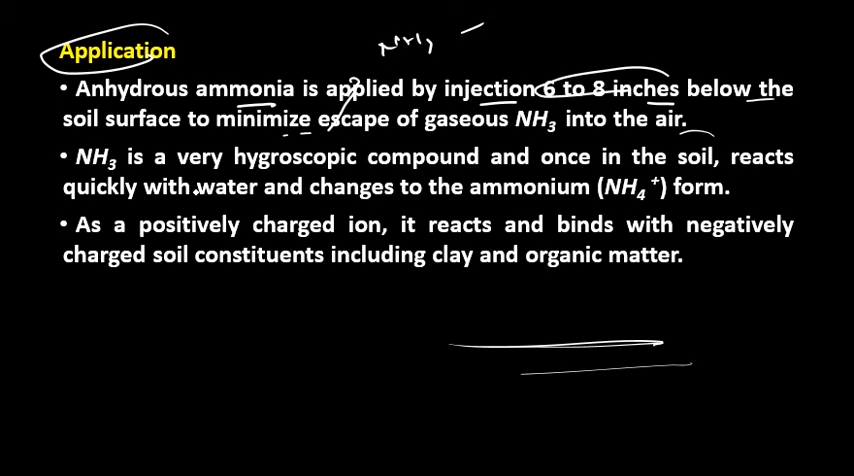 NH3
Application
• Anhydrous ammonia is applied by injection 6 to 8 inches below the
soil surface to minimize escape of gaseous NH3 into the air.
• NH3 is a very hygroscopic compound and once in the soil, reacts
quickly with water and changes to the ammonium (NH4 +) form.
• As a positively charged ion, it reacts and binds with negatively
charged soil constituents including clay and organic matter.